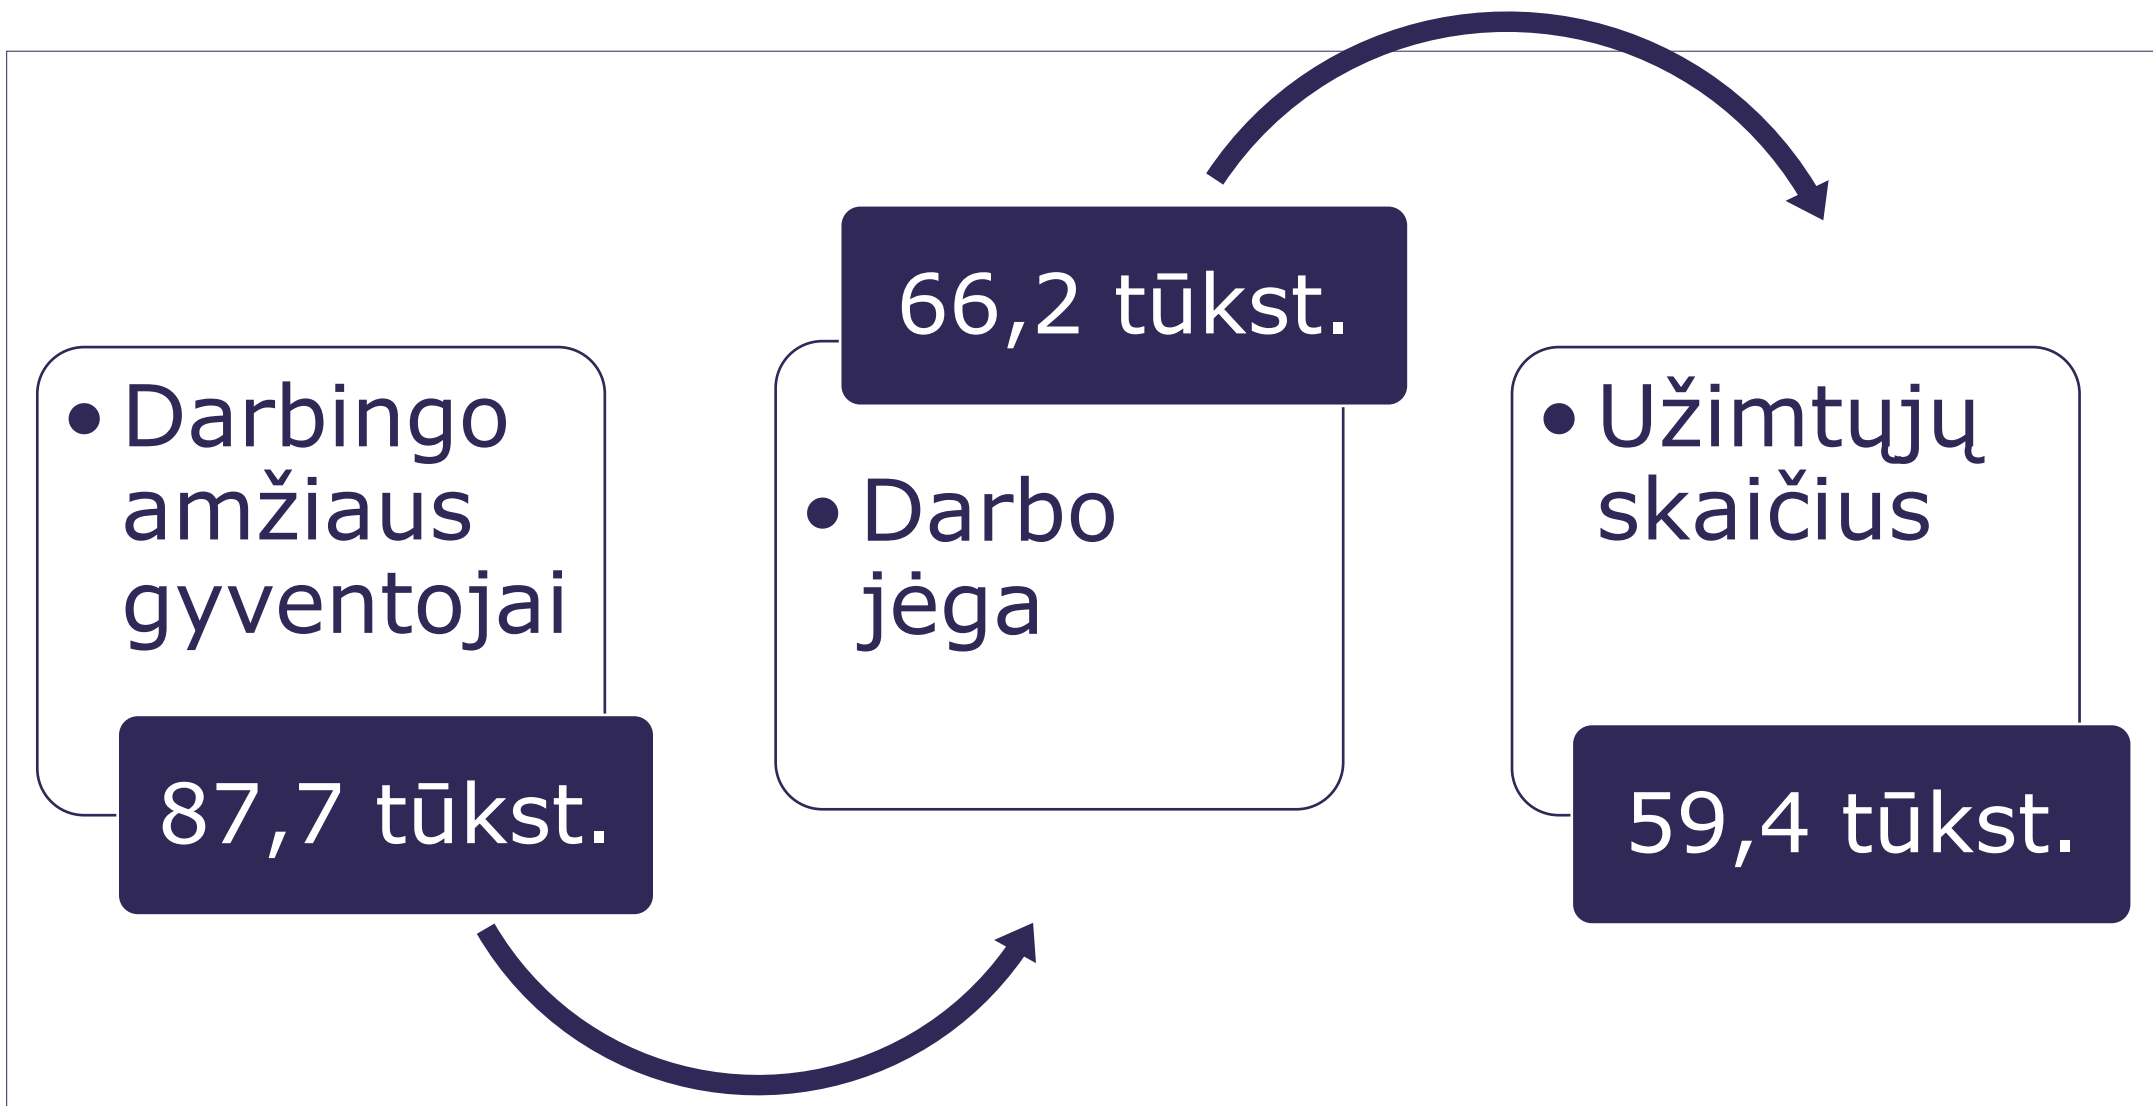 • Darbingo
amžiaus
gyventojai
87,7 tūkst.
66,2 tūkst.
• Darbo
jėga
• Užimtųjų
skaičius
59,4 tūkst.